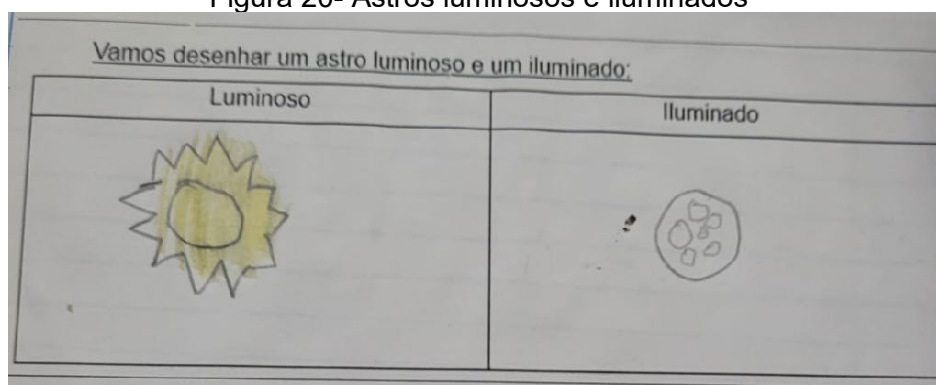 Figura 20- Astros luminosos e iluminados
Vamos desenhar um astro luminoso e um iluminado:
Luminoso
Iluminado